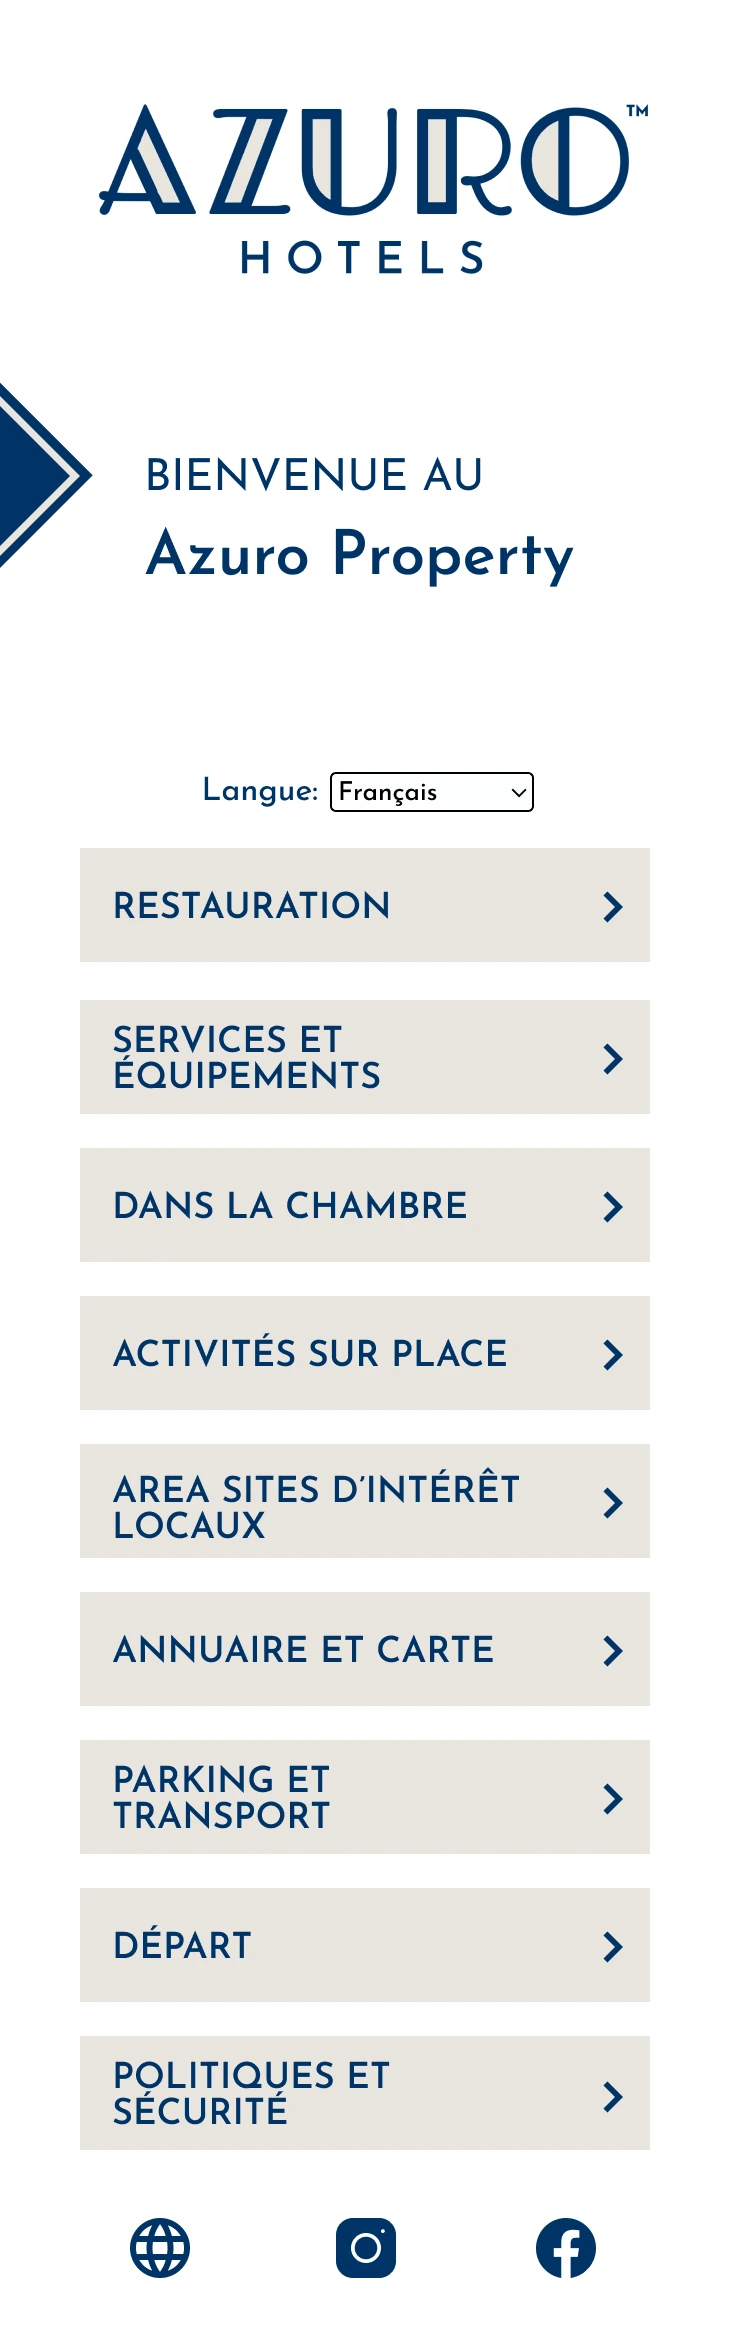 AZURO™
HOTELS
BIENVENUE AU
Azuro Property
Langue: Français
RESTAURATION
SERVICES ET
ÉQUIPEMENTS
DANS LA CHAMBRE
ACTIVITÉS SUR PLACE
AREA SITES D’INTÉRÊT
LOCAUX
ANNUAIRE ET CARTE
PARKING ET
TRANSPORT
DÉPART
POLITIQUES ET
SÉCURITÉ